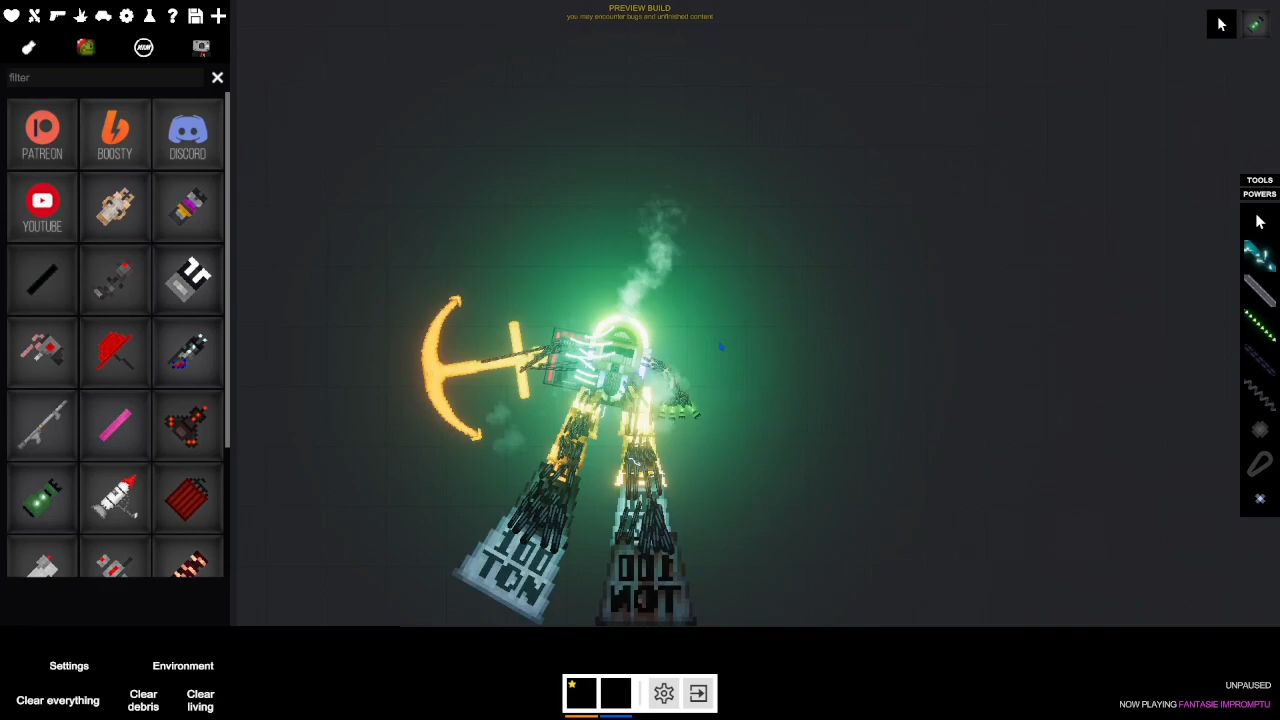 PREVIEW BUILD
you may encounter bugs and unfinished content
filter
PATREON
BOOSTY
DISCORD
YOUTUBE
TOOLS
POWERS
100
TON
100
TON
Settings
Environment
Clear everything
Clear
debris
Clear
living
UNPAUSED
NOW PLAYING FANTASIE IMPROMPTU